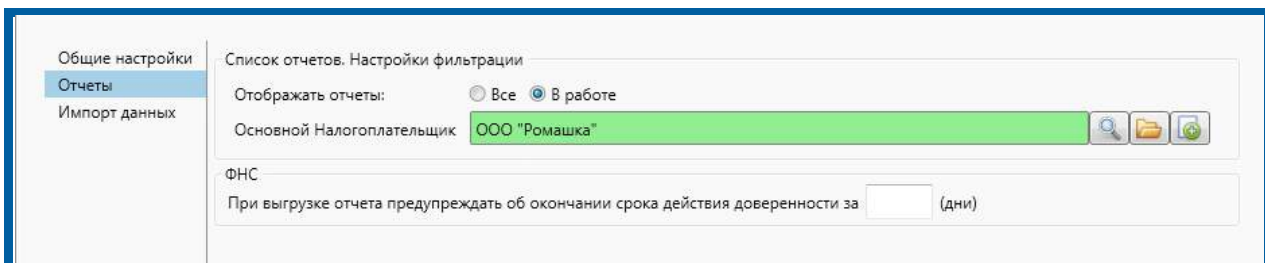 Общие настройки
Отчеты
Импорт данных
Список отчетов. Настройки фильтрации
Отображать отчеты: Все В работе
Основной Налогоплательщик ООО "Ромашка"
ФНС
При выгрузке отчета предупреждать об окончании срока действия доверенности за (дни)